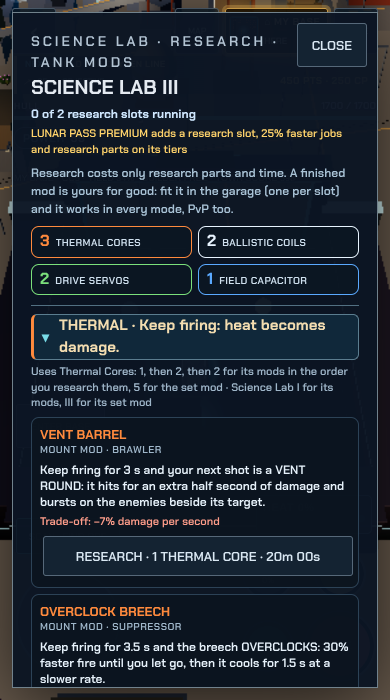 SCIENCE LAB · RESEARCH ·
TANK MODS
CLOSE
SCIENCE LAB III
0 of 2 research slots running
LUNAR PASS PREMIUM adds a research slot, 25% faster jobs
and research parts on its tiers
Research costs only research parts and time. A finished
mod is yours for good: fit it in the garage (one per slot)
and it works in every mode, PvP too.
3 THERMAL CORES
2 BALLISTIC COILS
2 DRIVE SERVOS
1 FIELD CAPACITOR
▼ THERMAL · Keep firing: heat becomes
damage.
Uses Thermal Cores: 1, then 2, then 2 for its mods in the order
you research them, 5 for the set mod · Science Lab I for its
mods, III for its set mod
VENT BARREL
MOUNT MOD · BRAWLER
Keep firing for 3 s and your next shot is a VENT
ROUND: it hits for an extra half second of damage and
bursts on the enemies beside its target.
Trade-off: –7% damage per second
RESEARCH · 1 THERMAL CORE · 20m 00s
OVERCLOCK BREECH
MOUNT MOD · SUPPRESSOR
Keep firing for 3.5 s and the breech OVERCLOCKS: 30%
faster fire until you let go, then it cools for 1.5 s at a
slower rate.